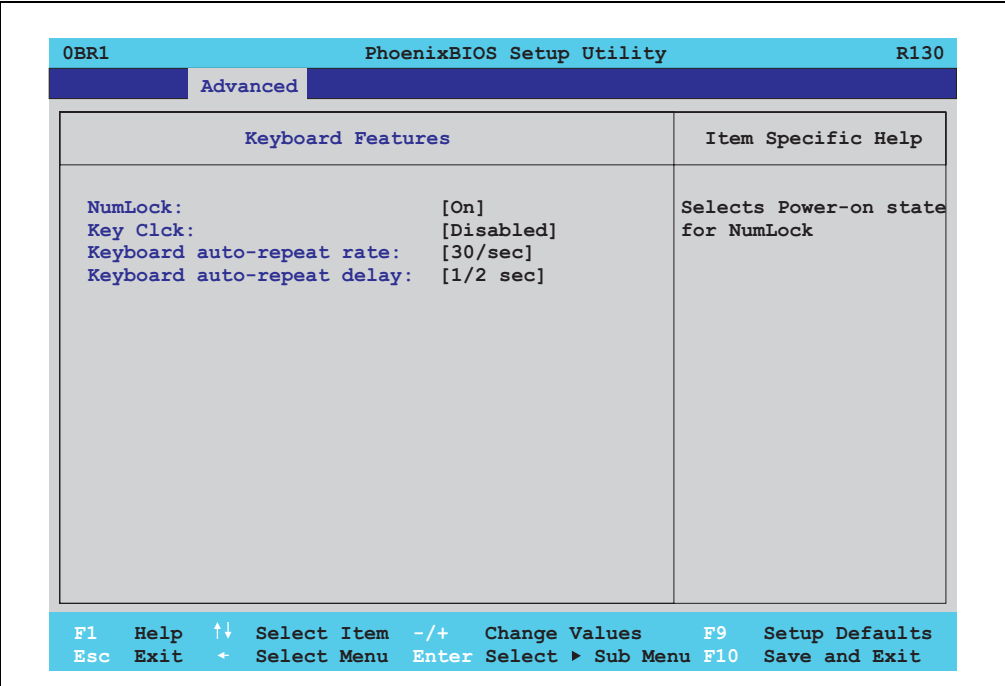 0BR1 PhoenixBIOS Setup Utility R130
Advanced
Keyboard Features
Item Specific Help
NumLock: [On]
Key Clck: [Disabled]
Keyboard auto-repeat rate: [30/sec]
Keyboard auto-repeat delay: [1/2 sec]
Selects Power-on state
for NumLock
F1 Help ↑↓ Select Item -/+ Change Values F9 Setup Defaults
Esc Exit ← Select Menu Enter Select ▶ Sub Menu F10 Save and Exit